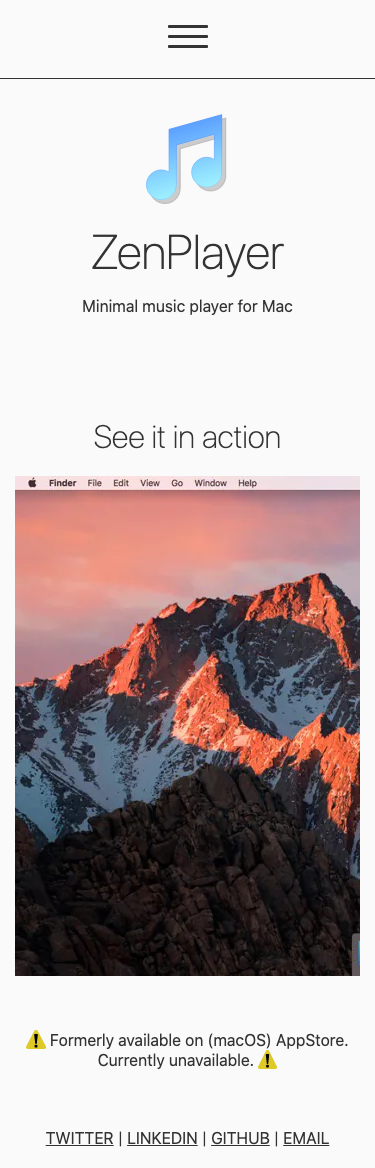 ZenPlayer
Minimal music player for Mac
See it in action
Finder File Edit View Go Window Help
⚠️ Formerly available on (macOS) AppStore.
Currently unavailable. ⚠️
TWITTER | LINKEDIN | GITHUB | EMAIL